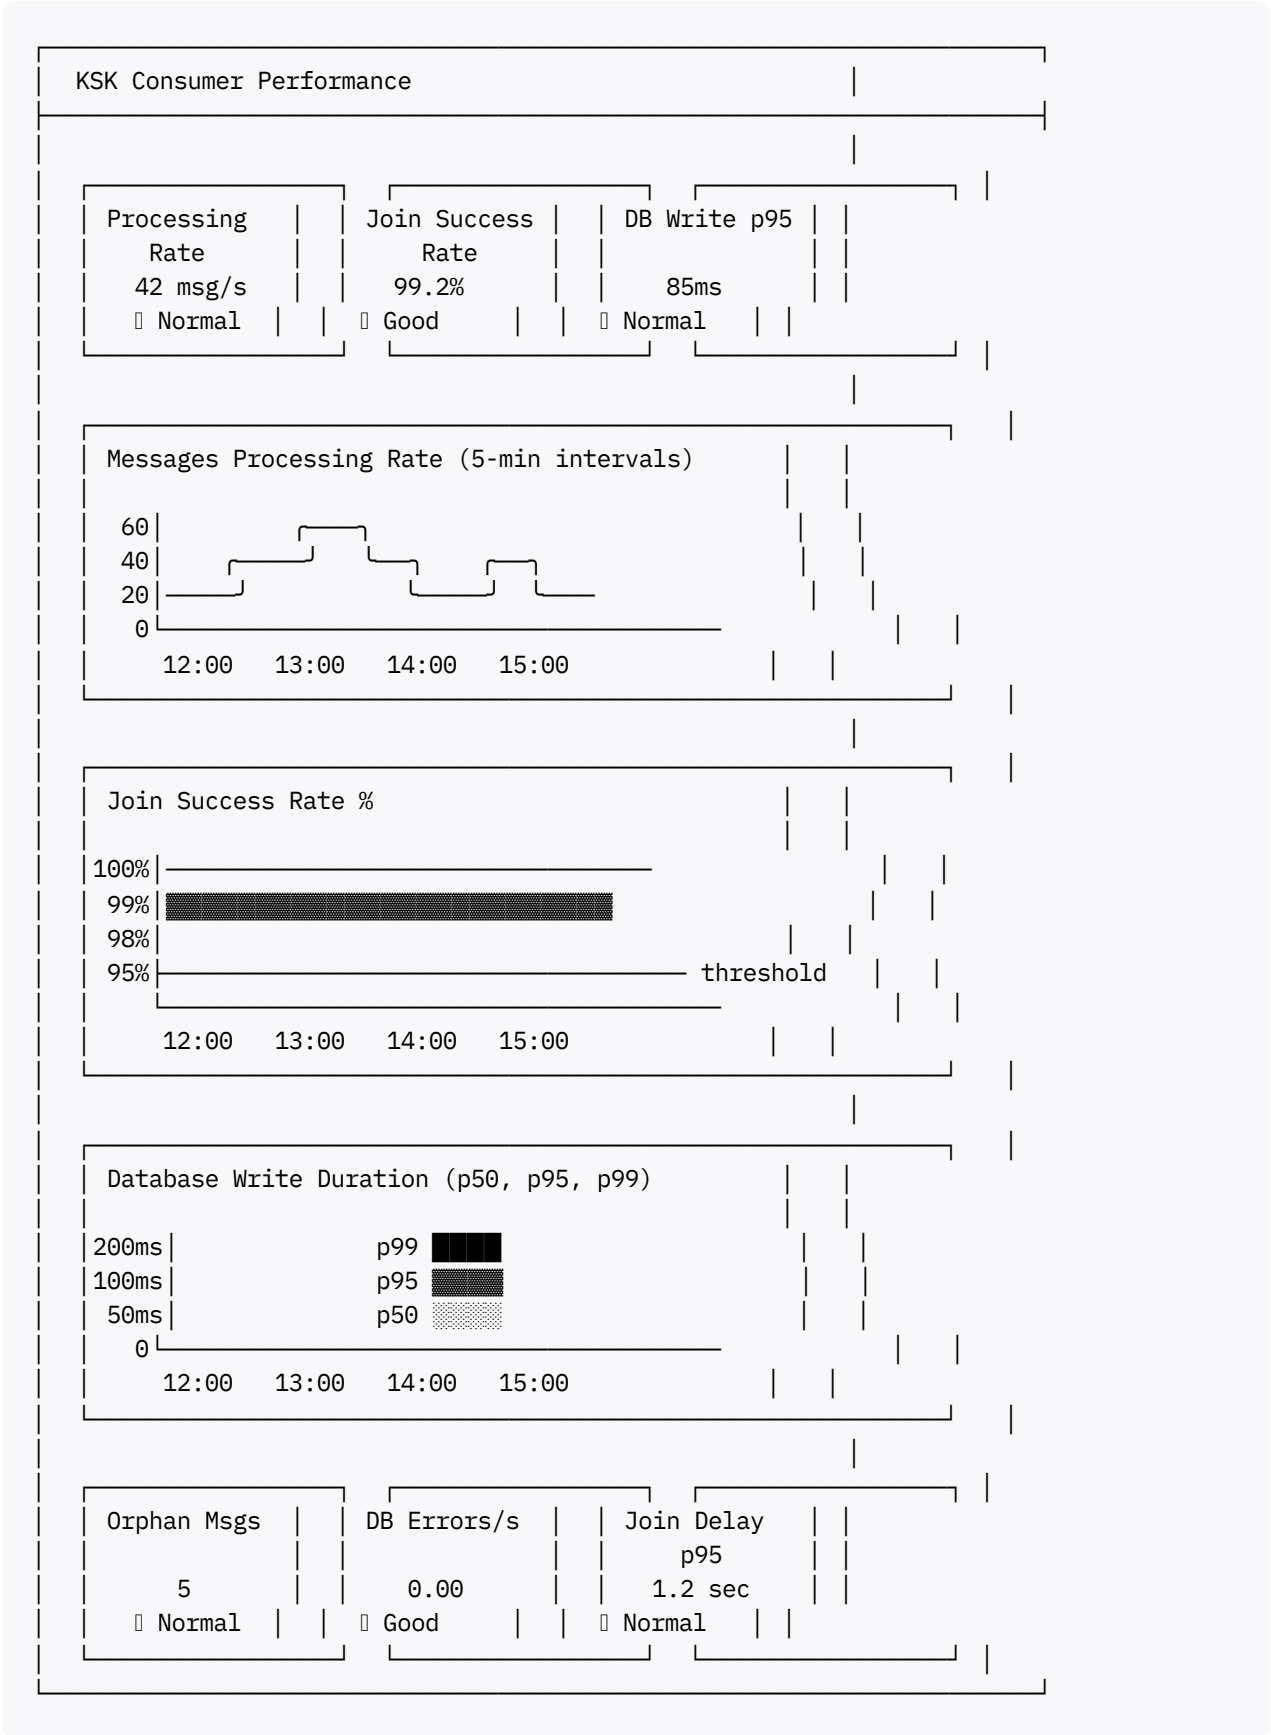 KSK Consumer Performance
Processing Join Success DB Write p95
Rate Rate
42 msg/s 99.2% 85ms
Normal Good Normal
Messages Processing Rate (5-min intervals)
60
40
20
0
12:00 13:00 14:00 15:00
Join Success Rate %
100%
99%
98%
95% threshold
12:00 13:00 14:00 15:00
Database Write Duration (p50, p95, p99)
200ms p99
100ms p95
50ms p50
0
12:00 13:00 14:00 15:00
Orphan Msgs DB Errors/s Join Delay
p95
5 0.00 1.2 sec
Normal Good Normal